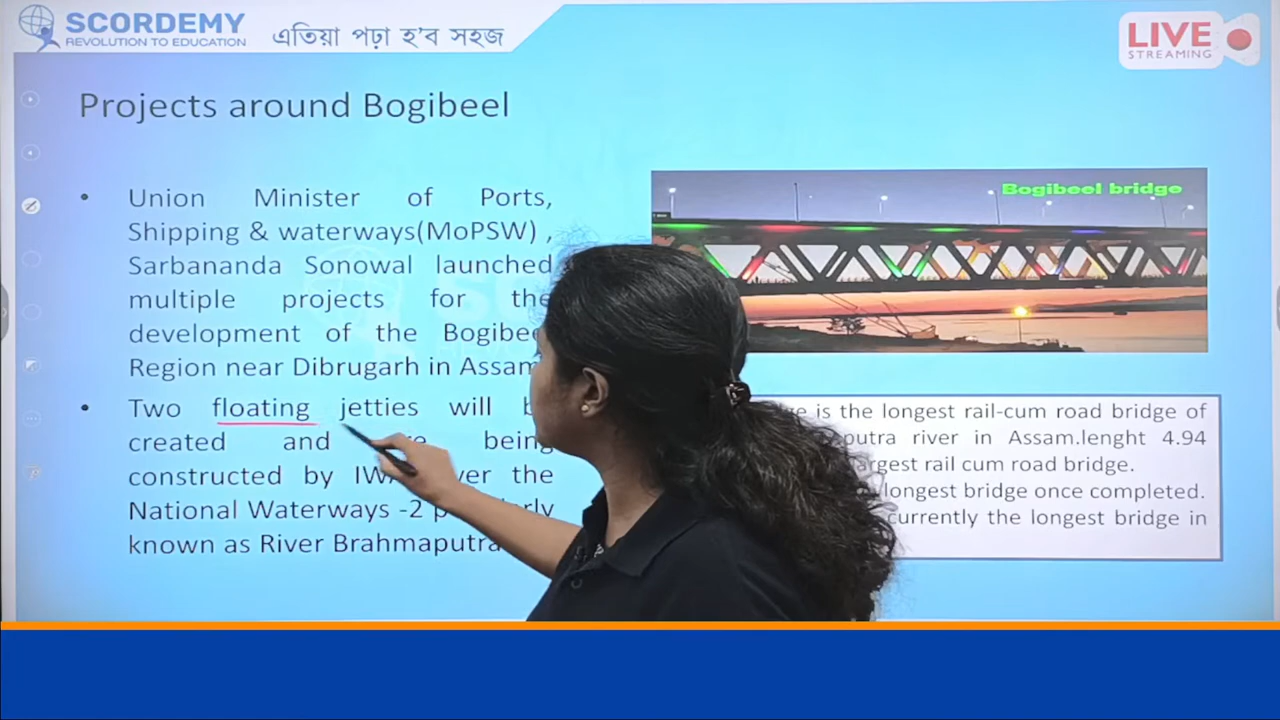 SCORDEMY
REVOLUTION TO EDUCATION
এতিয়া পঢ়া হ'ব সহজ
LIVE
STREAMING
Projects around Bogibeel
• Union Minister of Ports,
Shipping & waterways(MoPSW) ,
Sarbananda Sonowal launched
multiple projects for the
development of the
Region near Dibrugarh in Assam
• Two floating jetties will
created and being
constructed by the
National Waterways -2
known as River Brahmaputra
Bogibeel bridge
is the longest rail-cum road bridge of
river in Assam.lenght 4.94
rail cum road bridge.
longest bridge once completed.
currently the longest bridge in